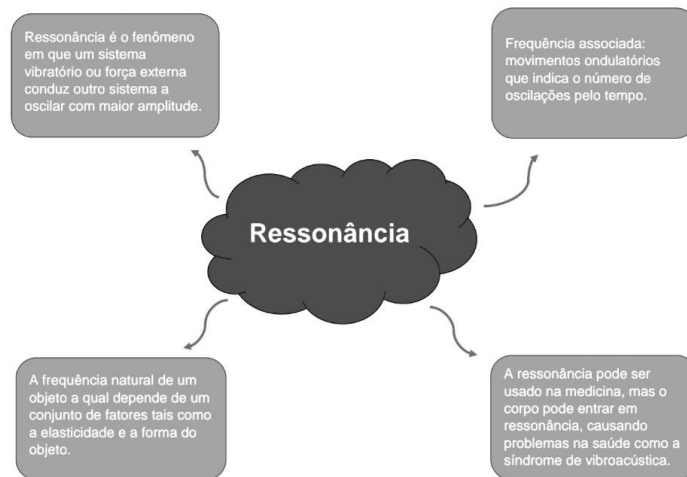 Ressonância é o fenômeno
em que um sistema
vibratório ou força externa
conduz outro sistema a
oscilar com maior amplitude.
Frequência associada:
movimentos ondulatórios
que indica o número de
oscilações pelo tempo.
Ressonância
A frequência natural de um
objeto a qual depende de um
conjunto de fatores tais como
a elasticidade e a forma do
objeto.
A ressonância pode ser
usado na medicina, mas o
corpo pode entrar em
ressonância, causando
problemas na saúde como a
síndrome de vibroacústica.